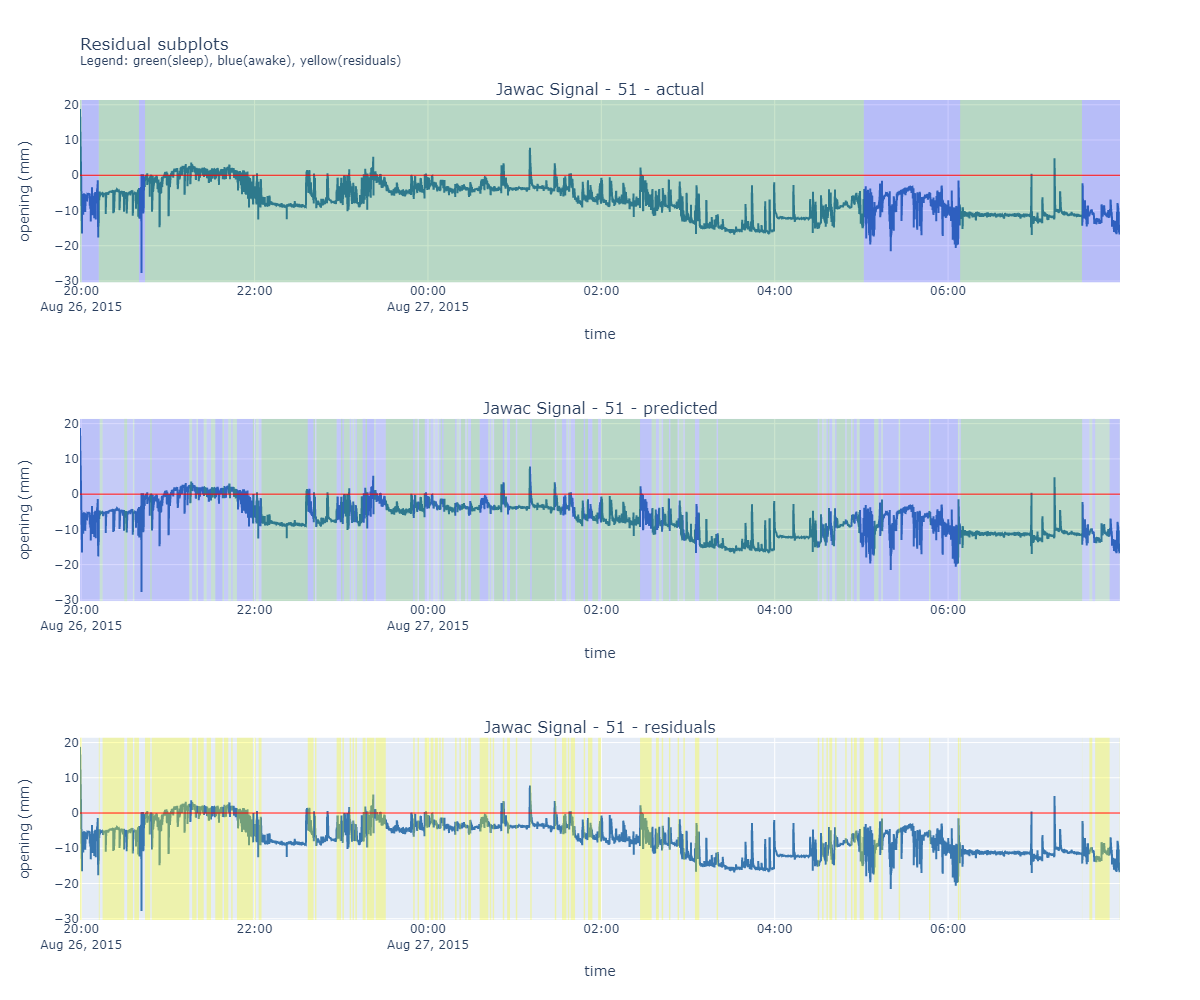 Residual subplots
Legend: green(sleep), blue(awake), yellow(residuals)
Jawac Signal - 51 - actual
20
10
0
−10
−20
−30
opening (mm)
20:00 22:00 00:00 02:00 04:00 06:00
Aug 26, 2015 Aug 27, 2015
time
Jawac Signal - 51 - predicted
20
10
0
−10
−20
−30
opening (mm)
20:00 22:00 00:00 02:00 04:00 06:00
Aug 26, 2015 Aug 27, 2015
time
Jawac Signal - 51 - residuals
20
10
0
−10
−20
−30
opening (mm)
20:00 22:00 00:00 02:00 04:00 06:00
Aug 26, 2015 Aug 27, 2015
time